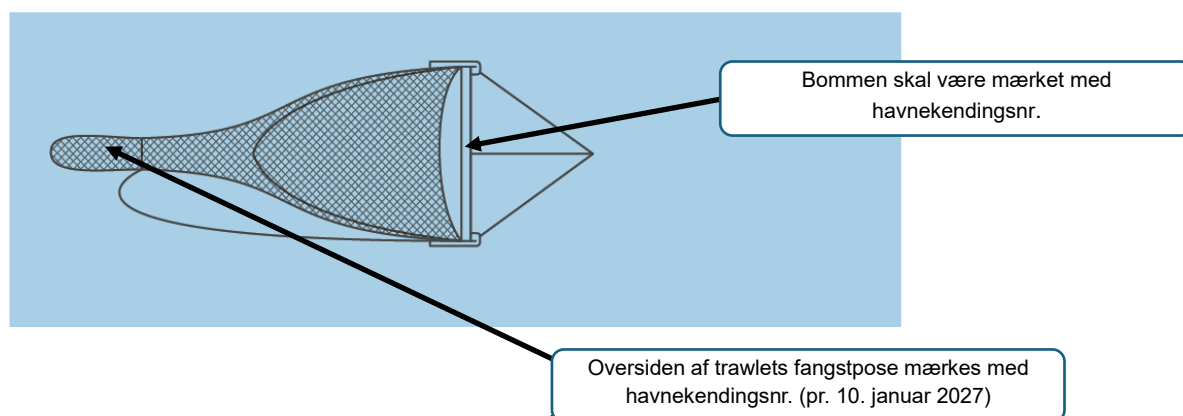 Bommen skal være mærket med
havnekendingsnr.
Oversiden af trawlets fangstpose mærkes med
havnekendingsnr. (pr. 10. januar 2027)